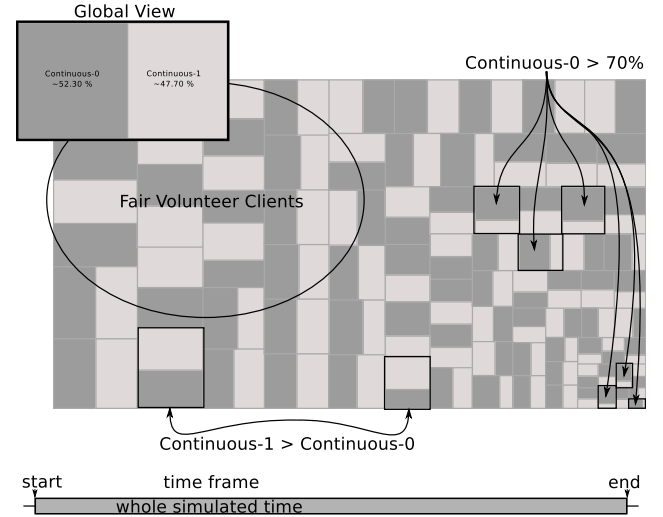 Global View
Continuous-0
~52.30 %
Continuous-1
~47.70 %
Continuous-0 > 70%
Fair Volunteer Clients
Continuous-1 > Continuous-0
start
time frame
end
whole simulated time